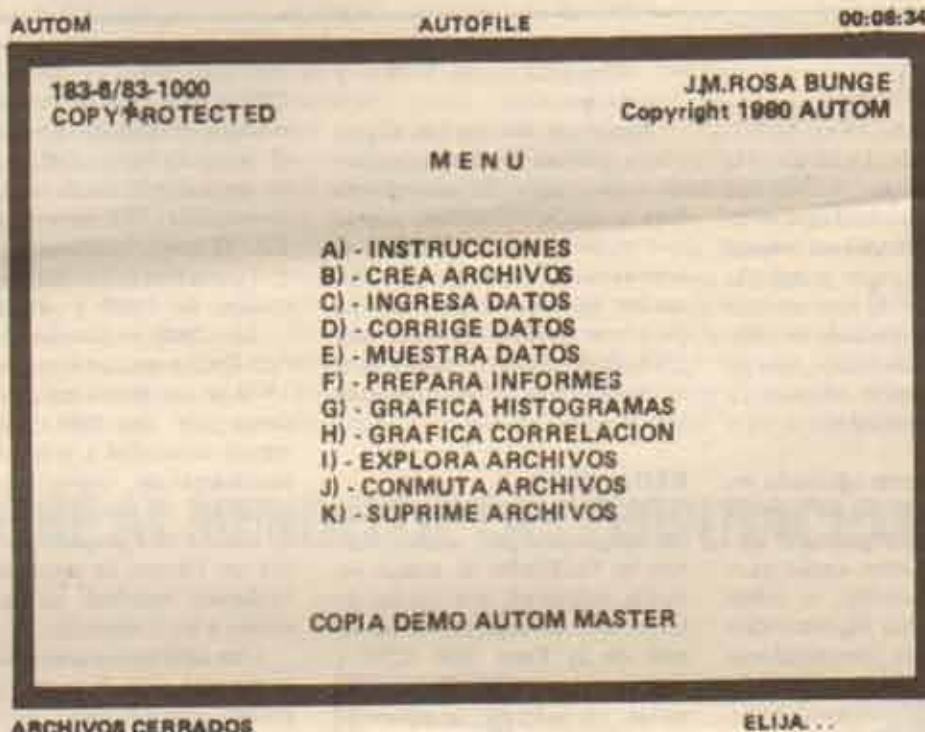 AUTOM AUTOFILE 00:08:34
183-8/83-1000 J.M.ROSA BUNGE
COPY PROTECTED Copyright 1980 AUTOM
M E N U
A) - INSTRUCCIONES
B) - CREA ARCHIVOS
C) - INGRESA DATOS
D) - CORRIGE DATOS
E) - MUESTRA DATOS
F) - PREPARA INFORMES
G) - GRAFICA HISTOGRAMAS
H) - GRAFICA CORRELACION
I) - EXPLORA ARCHIVOS
J) - CONMUTA ARCHIVOS
K) - SUPRIME ARCHIVOS
COPIA DEMO AUTOM MASTER
ARCHIVOS CERRADOS ELIJA. . .